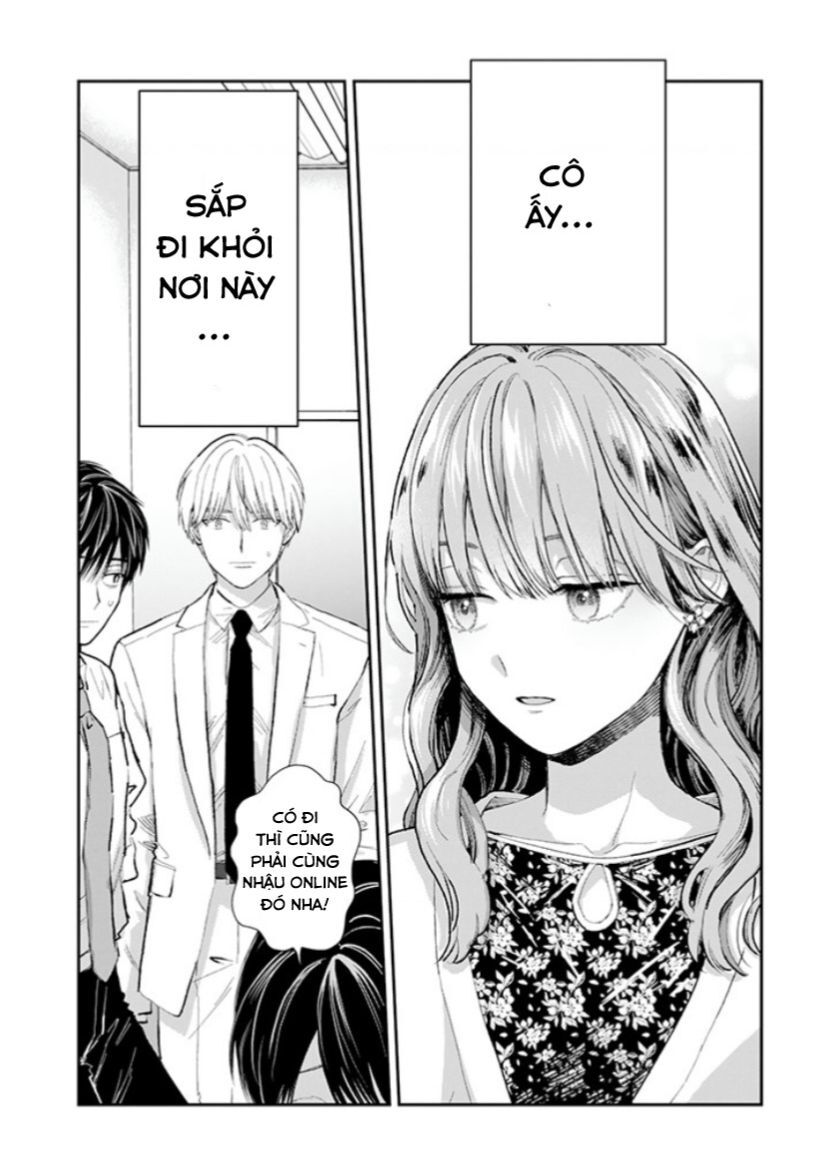 CÔ
ẤY...
SẮP
ĐI KHỎI
NƠI NÀY
...
CÓ ĐI
THÌ CŨNG
PHẢI CÙNG
NHẬU ONLINE
ĐÓ NHA!